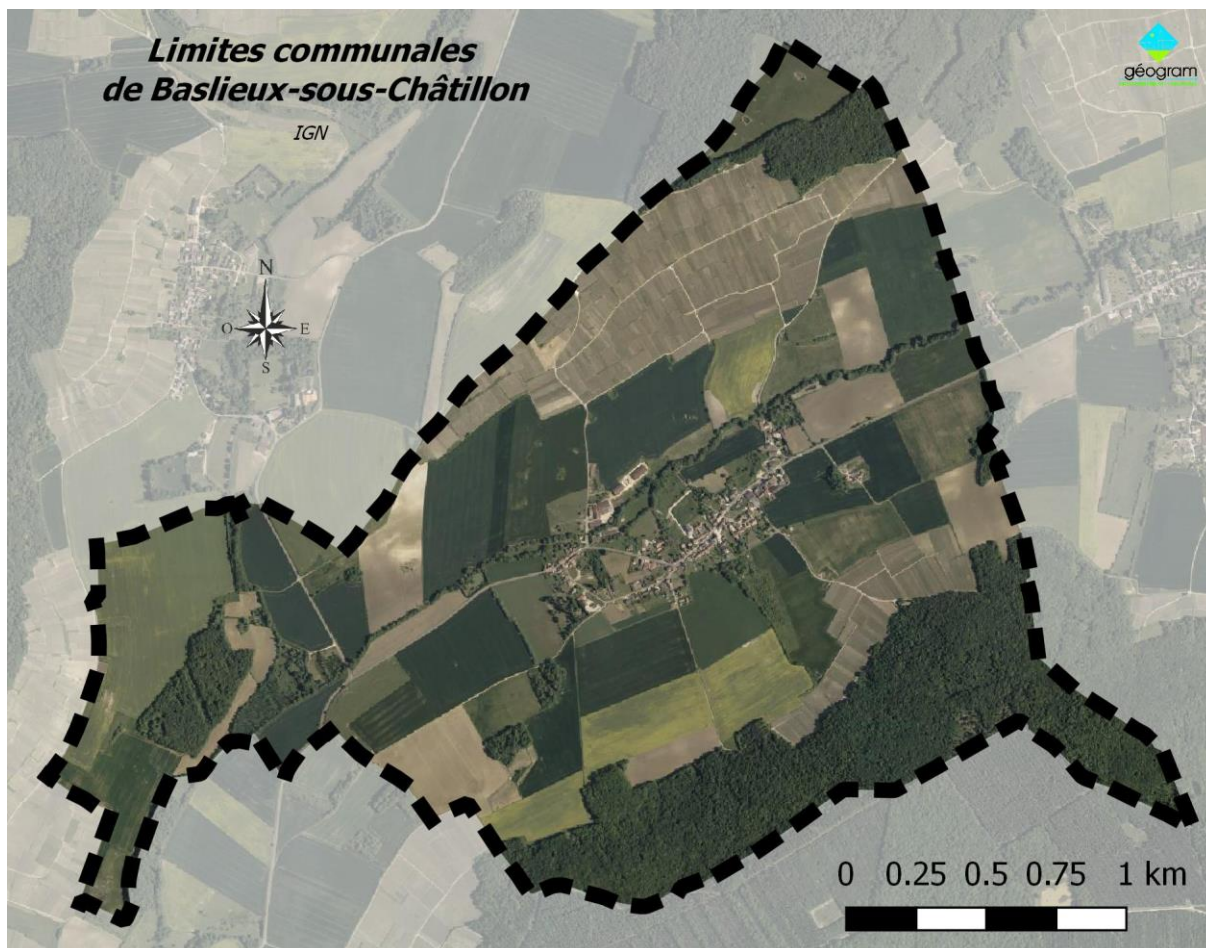 Limites communales
de Baslieux-sous-Châtillon
IGN
géogram
N
O E
S
0 0.25 0.5 0.75 1 km